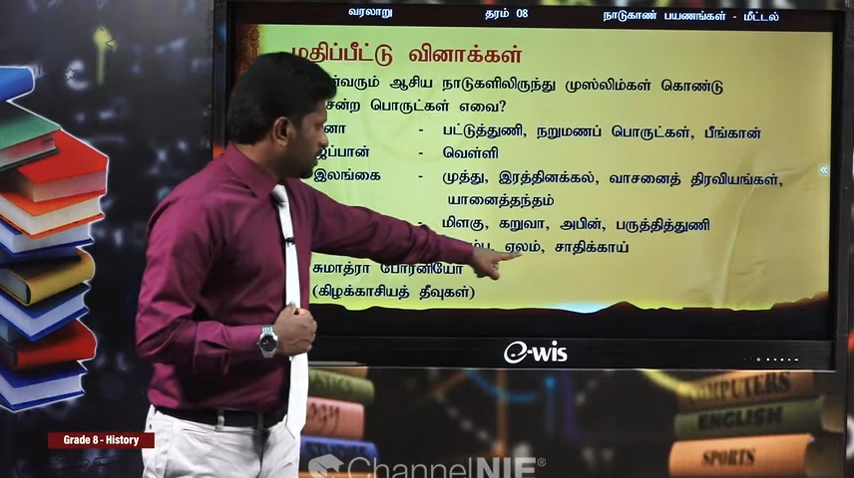 வரலாறு தரம் 08 நாடுகாண் பயணங்கள் - மீட்டல்
மதிப்பீட்டு வினாக்கள்
ஆசிய நாடுகளிலிருந்து முஸ்லிம்கள் கொண்டு
பொருட்கள் எவை?
- பட்டுத்துணி, நறுமணப் பொருட்கள், பீங்கான்
ஜப்பான் - வெள்ளி
இலங்கை - முத்து, இரத்தினக்கல், வாசனைத் திரவியங்கள்,
யானைத்தந்தம்
- மிளகு, கறுவா, அபின், பருத்தித்துணி
ஏலம், சாதிக்காய்
சுமாத்ரா போர்னியோ
(கிழக்காசியத் தீவுகள்)
e-wis
Grade 8 - History
COMPUTERS
ENGLISH
SPORTS
ChannelNIE®